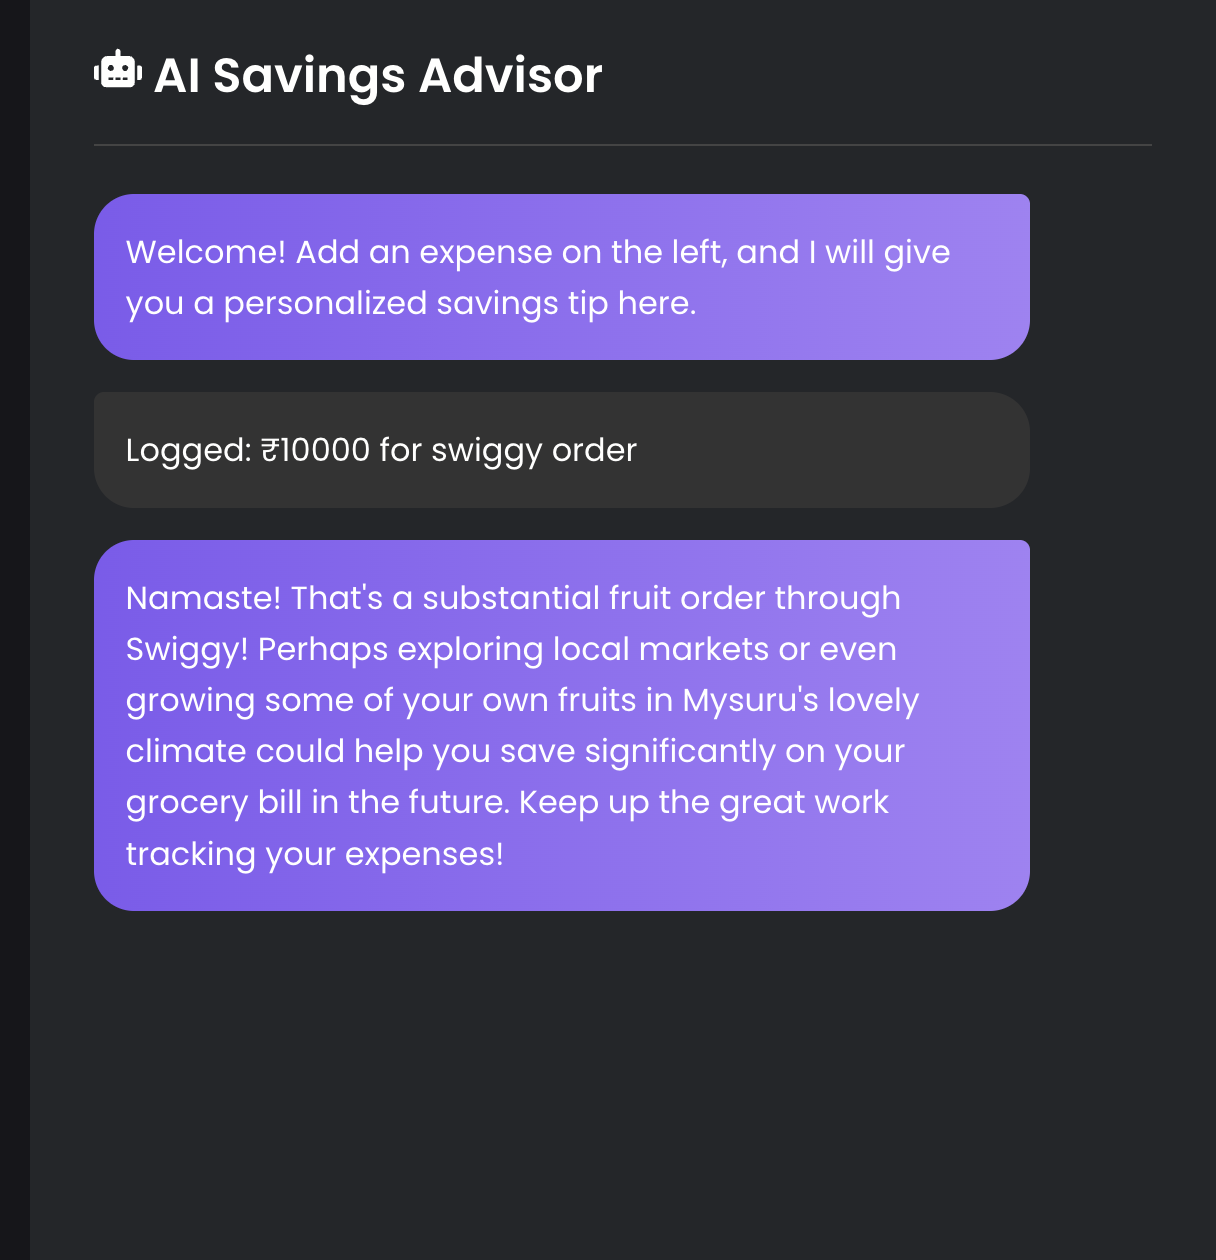 AI Savings Advisor
Welcome! Add an expense on the left, and I will give
you a personalized savings tip here.
Logged: ₹10000 for swiggy order
Namaste! That's a substantial fruit order through
Swiggy! Perhaps exploring local markets or even
growing some of your own fruits in Mysuru's lovely
climate could help you save significantly on your
grocery bill in the future. Keep up the great work
tracking your expenses!